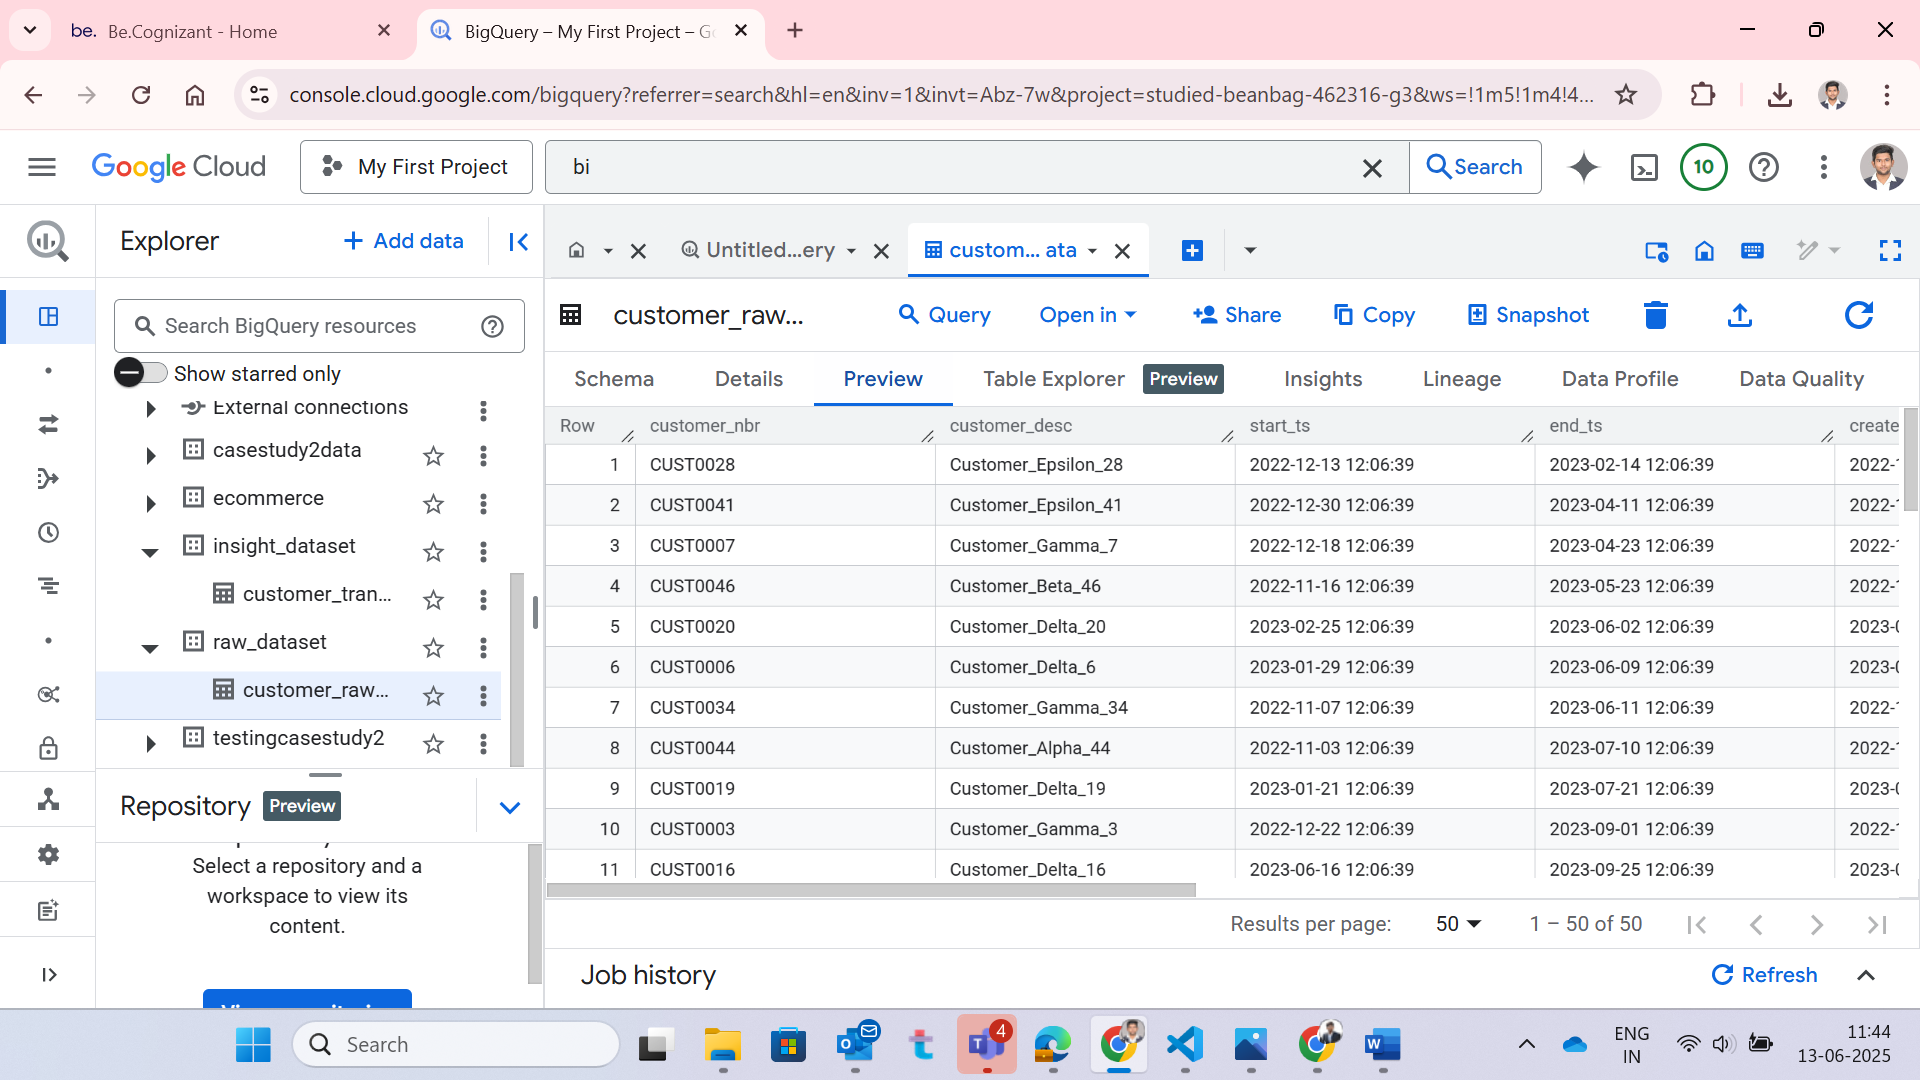 be. Be.Cognizant - Home
BigQuery – My First Project – G
console.cloud.google.com/bigquery?referrer=search&hl=en&inv=1&invt=Abz-7w&project=studied-beanbag-462316-g3&ws=!1m5!1m4!4...
Google Cloud
My First Project
bi
Search
10
Explorer
+ Add data
Untitled...ery
custom... ata
Search BigQuery resources
Show starred only
External connections
casestudy2data
ecommerce
insight_dataset
customer_tran...
raw_dataset
customer_raw...
testingcasestudy2
Repository Preview
Select a repository and a
workspace to view its
content.
customer_raw...
Query
Open in
Share
Copy
Snapshot
Schema Details Preview Table Explorer Preview Insights Lineage Data Profile Data Quality
Row customer_nbr customer_desc start_ts end_ts create
1 CUST0028 Customer_Epsilon_28 2022-12-13 12:06:39 2023-02-14 12:06:39 2022-1
2 CUST0041 Customer_Epsilon_41 2022-12-30 12:06:39 2023-04-11 12:06:39 2022-1
3 CUST0007 Customer_Gamma_7 2022-12-18 12:06:39 2023-04-23 12:06:39 2022-1
4 CUST0046 Customer_Beta_46 2022-11-16 12:06:39 2023-05-23 12:06:39 2022-1
5 CUST0020 Customer_Delta_20 2023-02-25 12:06:39 2023-06-02 12:06:39 2023-0
6 CUST0006 Customer_Delta_6 2023-01-29 12:06:39 2023-06-09 12:06:39 2023-0
7 CUST0034 Customer_Gamma_34 2022-11-07 12:06:39 2023-06-11 12:06:39 2022-1
8 CUST0044 Customer_Alpha_44 2022-11-03 12:06:39 2023-07-10 12:06:39 2022-1
9 CUST0019 Customer_Delta_19 2023-01-21 12:06:39 2023-07-21 12:06:39 2023-0
10 CUST0003 Customer_Gamma_3 2022-12-22 12:06:39 2023-09-01 12:06:39 2022-1
11 CUST0016 Customer_Delta_16 2023-06-16 12:06:39 2023-09-25 12:06:39 2023-0
Results per page: 50 1 – 50 of 50
Job history
Refresh
Search
4
ENG
IN
11:44
13-06-2025